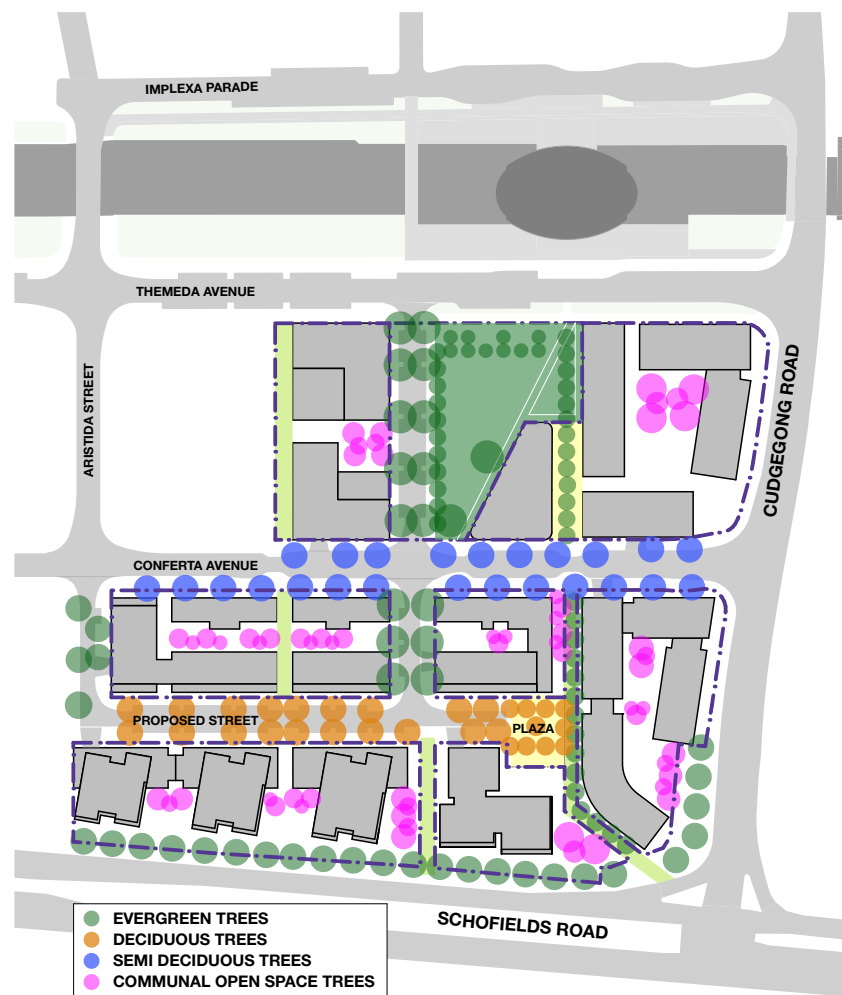 IMPLEXA PARADE
THEMEDA AVENUE
ARISTIDA STREET
CUDGEGONG ROAD
CONFERTA AVENUE
PROPOSED STREET
PLAZA
SCHOFIELDS ROAD
EVERGREEN TREES
DECIDUOUS TREES
SEMI DECIDUOUS TREES
COMMUNAL OPEN SPACE TREES